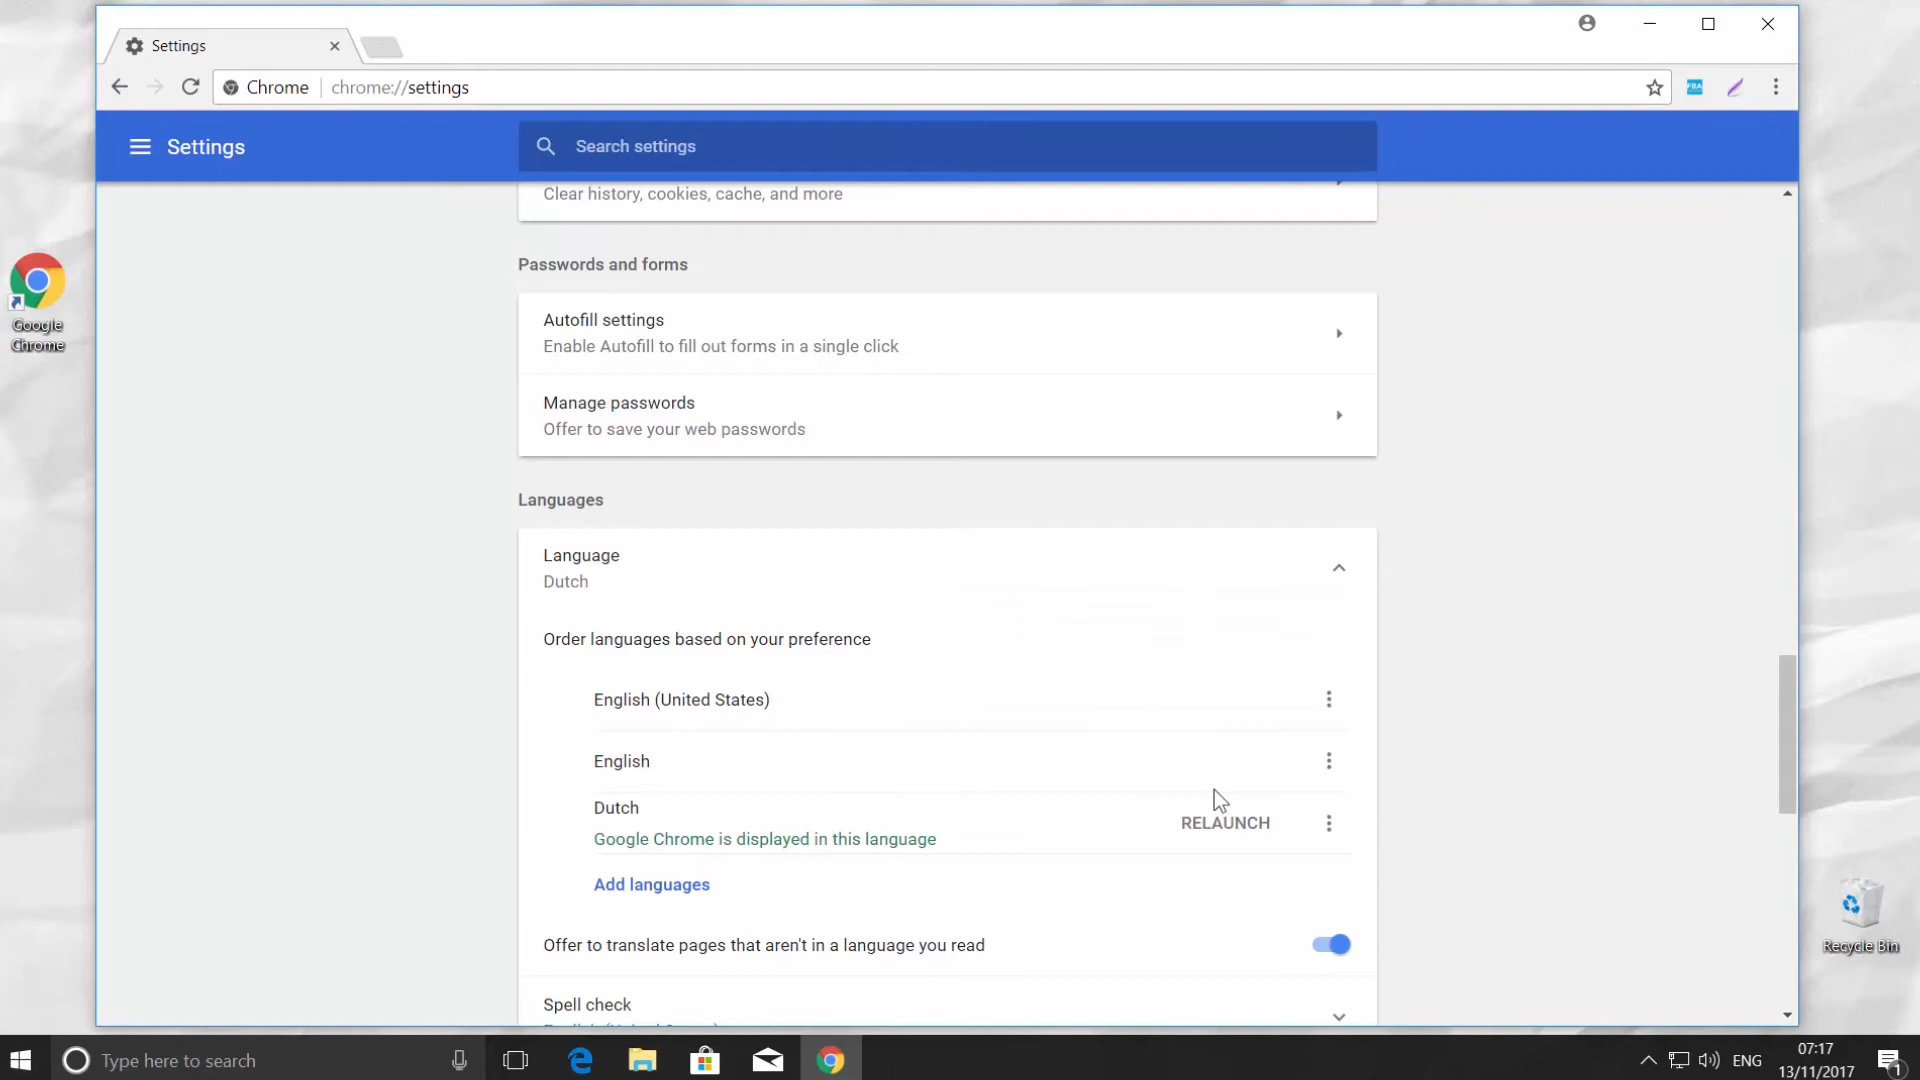 Settings
Chrome
chrome://settings
FBA
Settings
Search settings
Clear history, cookies, cache, and more
Passwords and forms
Autofill settings
Enable Autofill to fill out forms in a single click
Manage passwords
Offer to save your web passwords
Languages
Language
Dutch
Order languages based on your preference
English (United States)
English
Dutch
Google Chrome is displayed in this language
RELAUNCH
Add languages
Offer to translate pages that aren't in a language you read
Spell check
Google
Chrome
Recycle Bin
Type here to search
ENG
07:17
13/11/2017
1